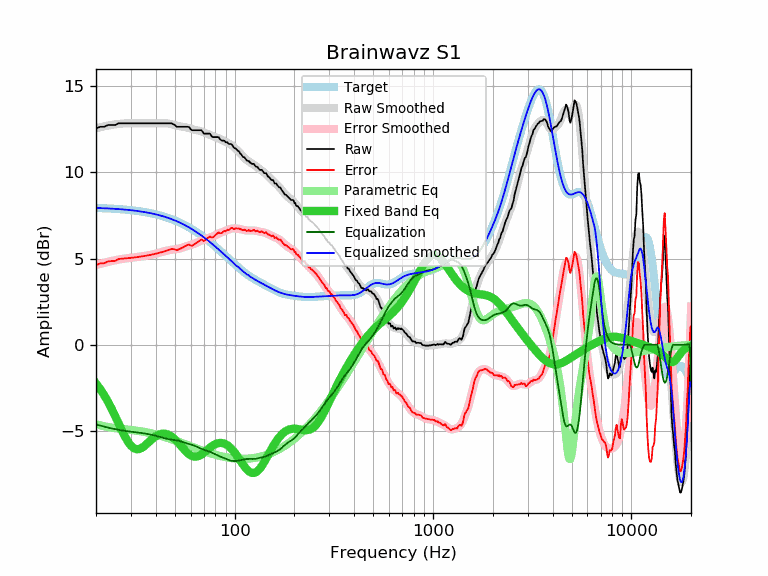 Brainwavz S1
15
10
5
0
−5
Amplitude (dBr)
Target
Raw Smoothed
Error Smoothed
Raw
Error
Parametric Eq
Fixed Band Eq
Equalization
Equalized smoothed
100
1000
10000
Frequency (Hz)